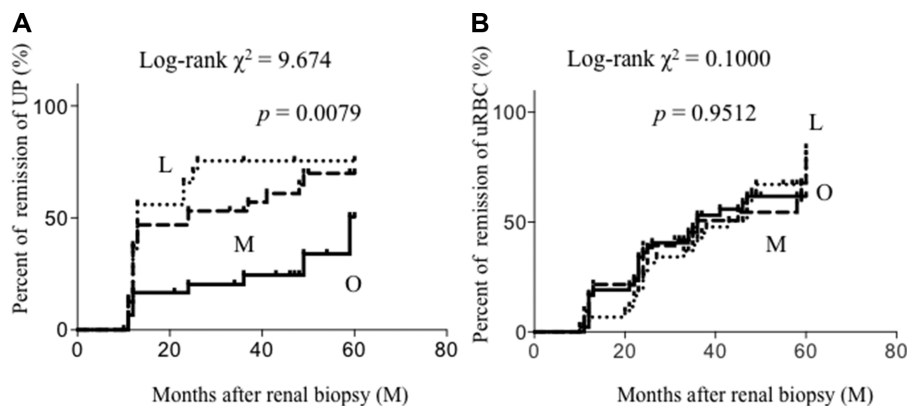 A
Log-rank χ² = 9.674
p = 0.0079
Percent of remission of UP (%)
100
50
0
L
M
O
0 20 40 60 80
Months after renal biopsy (M)
B
Log-rank χ² = 0.1000
p = 0.9512
Percent of remission of uRBC (%)
100
50
0
L
O
M
0 20 40 60 80
Months after renal biopsy (M)